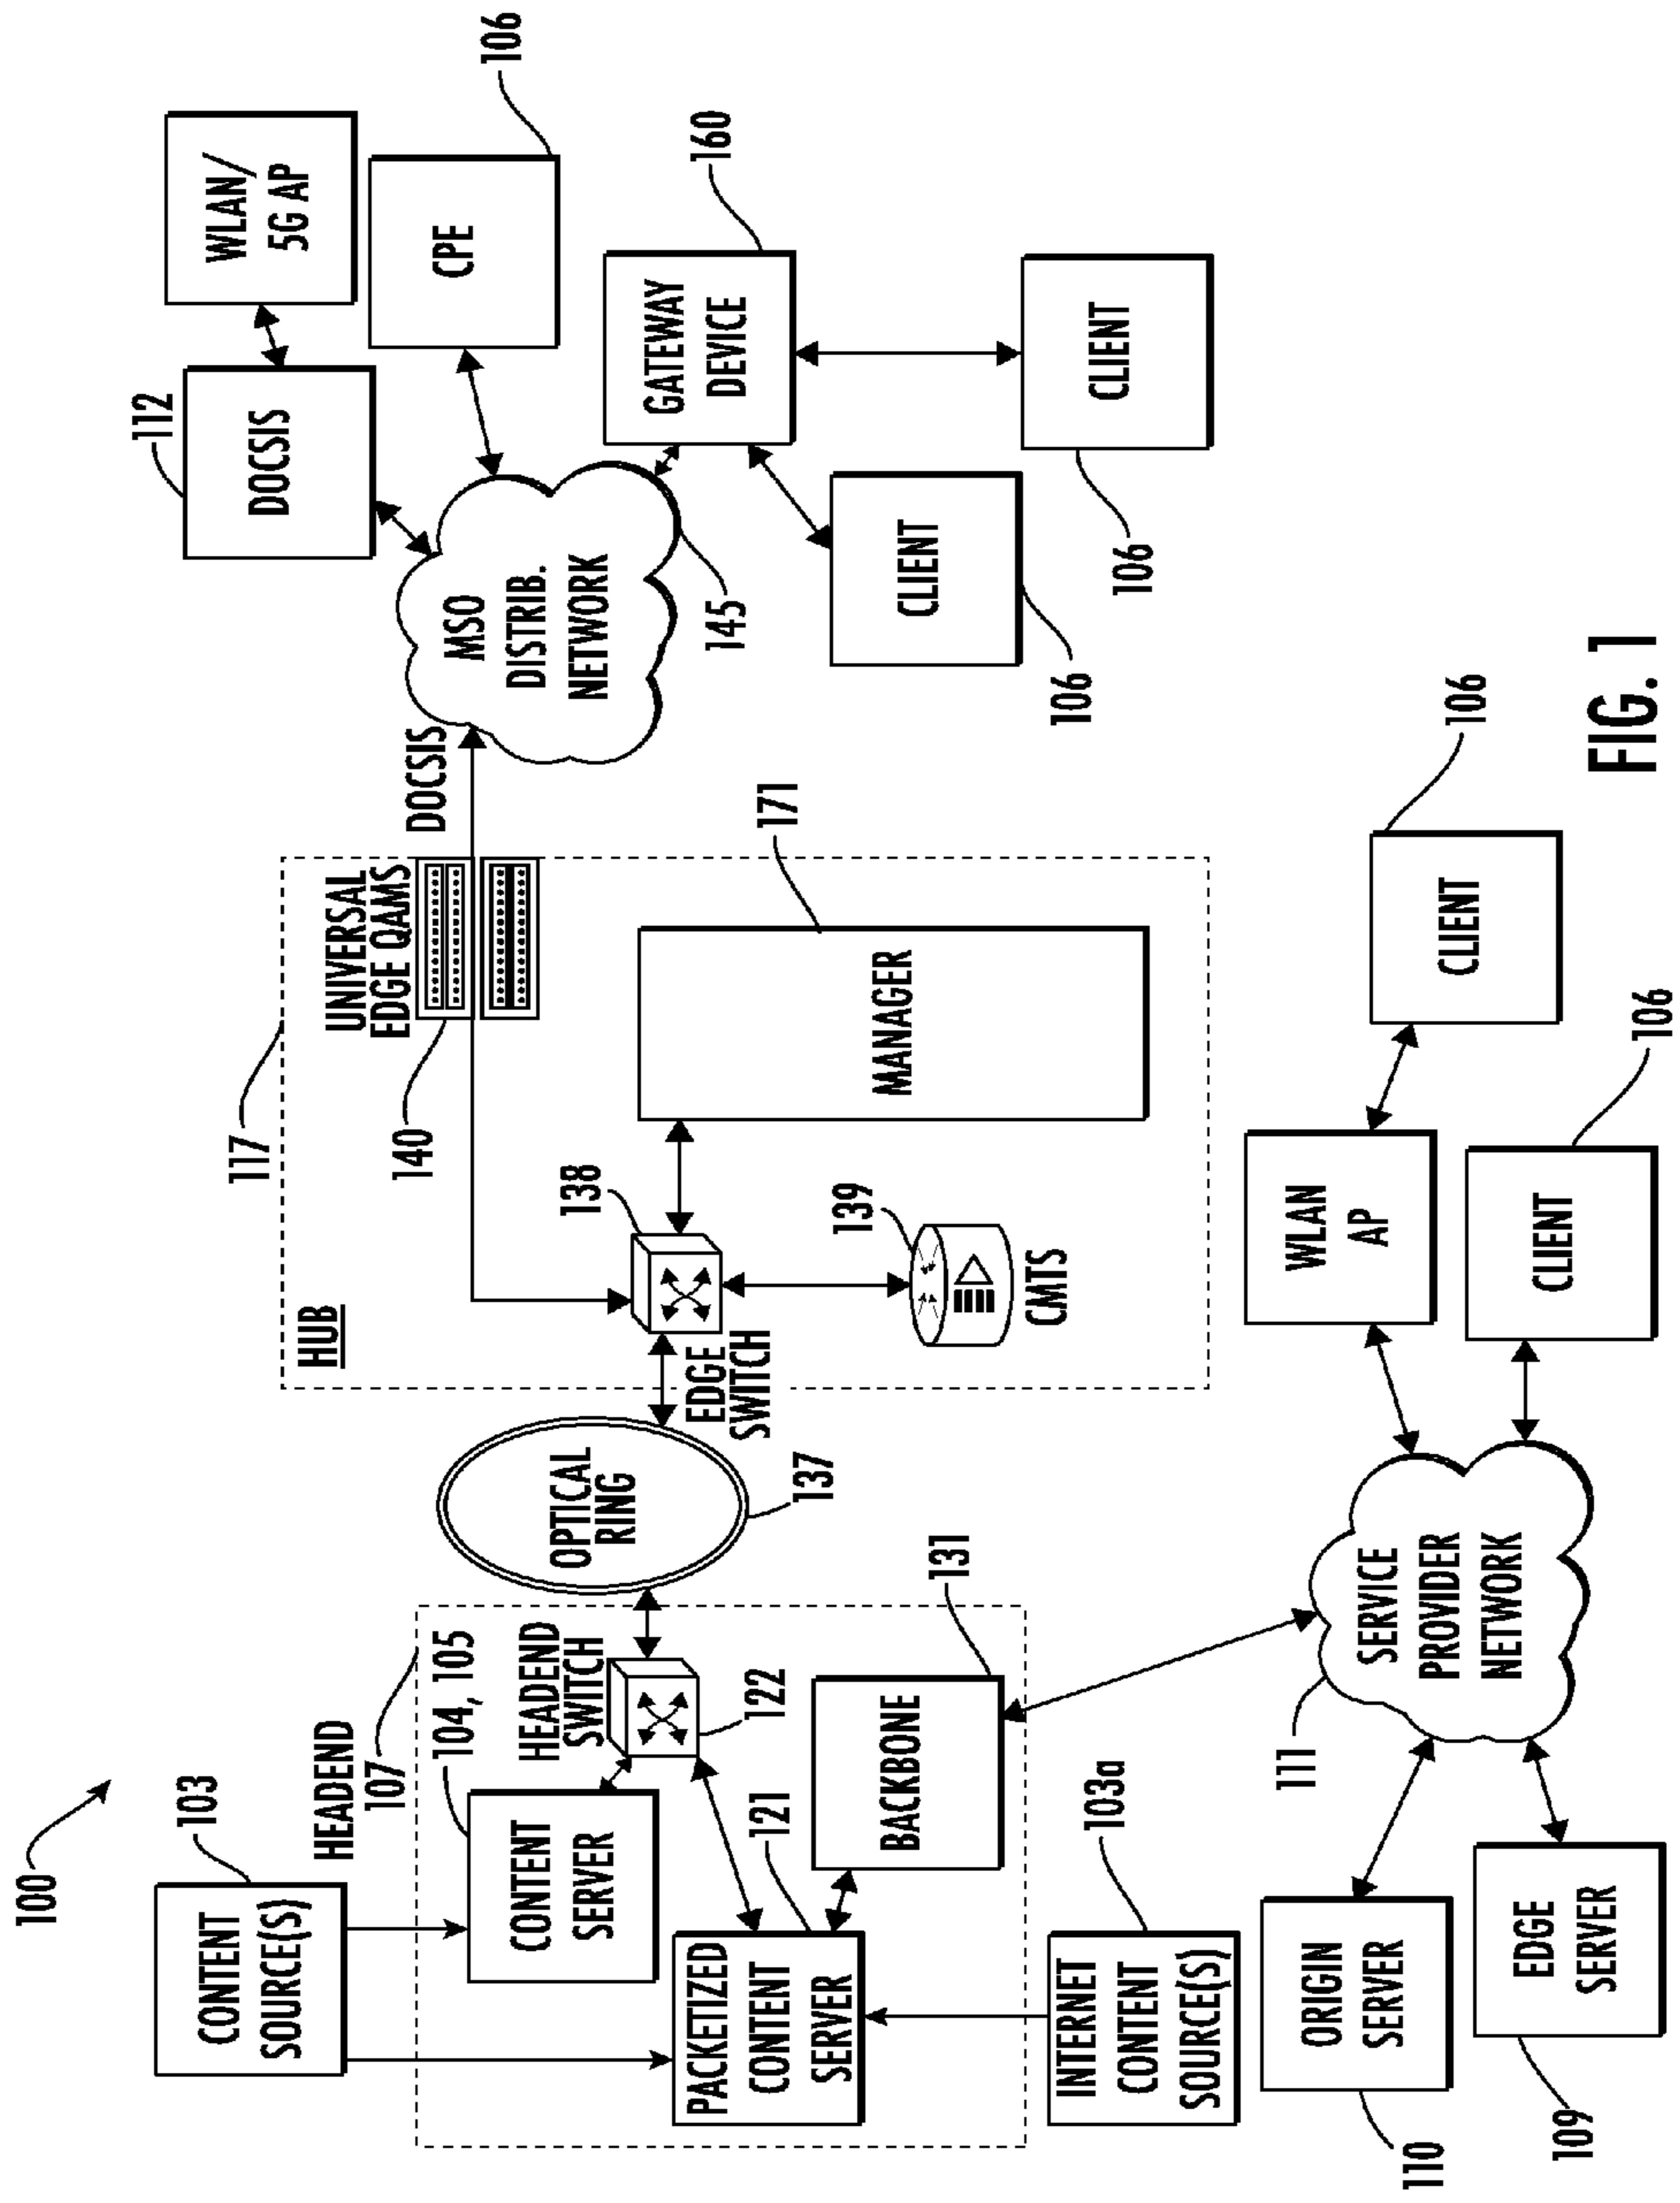 100
CONTENT
SOURCE(S)
103
HEADEND
107
104, 105
CONTENT
SERVER
HEADEND
SWITCH
122
PACKETIZED
CONTENT
SERVER
121
BACKBONE
131
INTERNET
CONTENT
SOURCE(S)
103a
OPTICAL
RING
137
117
HUB
UNIVERSAL
EDGE QAMS
140
138
EDGE
SWITCH
139
CMTS
MANAGER
171
DOCSIS
MSO
DISTRIB.
NETWORK
145
112
DOCSIS
WLAN/
5G AP
CPE
106
GATEWAY
DEVICE
160
CLIENT
106
CLIENT
106
ORIGIN
SERVER
110
EDGE
SERVER
109
SERVICE
PROVIDER
NETWORK
111
WLAN
AP
CLIENT
106
CLIENT
106
FIG. 1